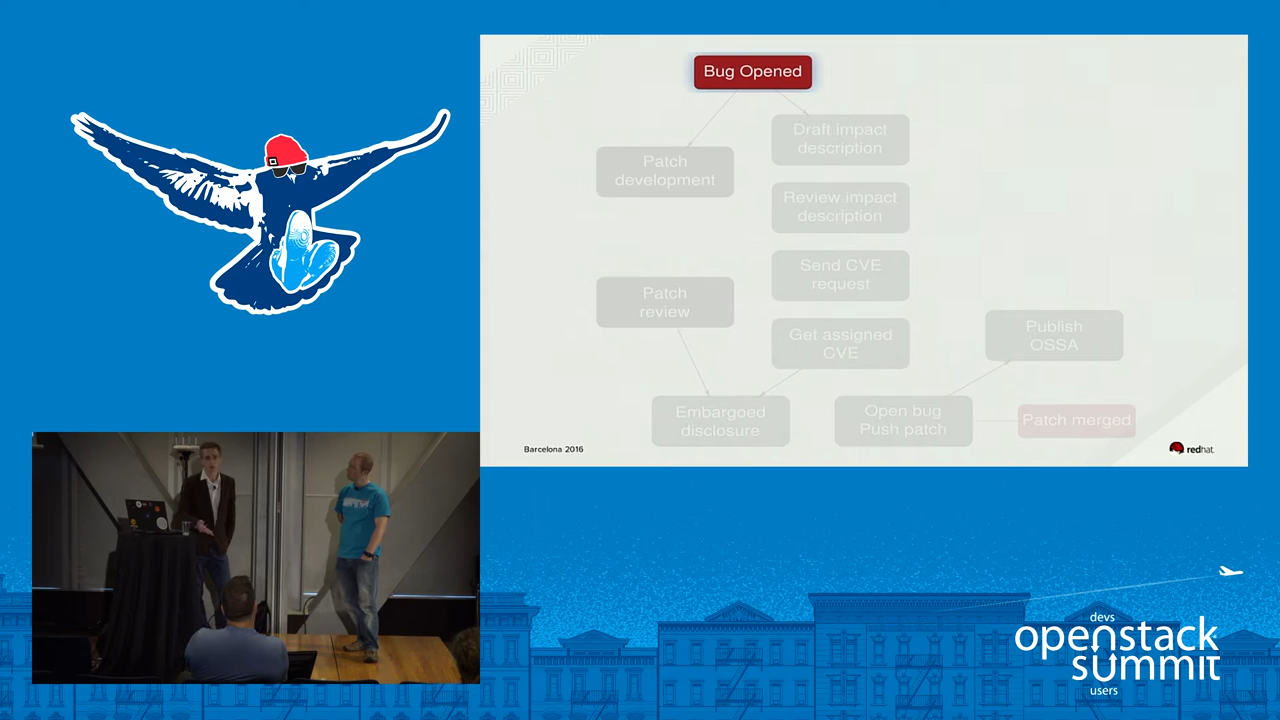 Bug Opened
Draft impact
description
Patch
development
Review impact
description
Send CVE
request
Patch
review
Get assigned
CVE
Publish
OSSA
Embargoed
disclosure
Open bug
Push patch
Patch merged
Barcelona 2016
redhat.
devs
openstack
summit
users